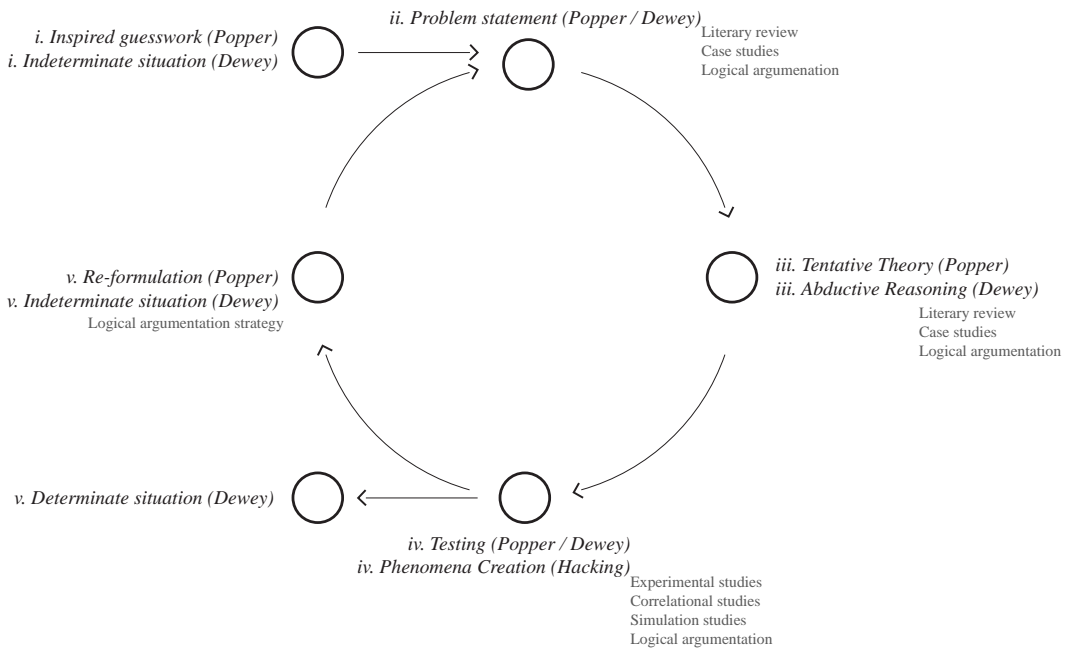 ii. Problem statement (Popper / Dewey)
Literary review
Case studies
Logical argumenation
i. Inspired guesswork (Popper)
i. Indeterminate situation (Dewey)
iii. Tentative Theory (Popper)
iii. Abductive Reasoning (Dewey)
Literary review
Case studies
Logical argumentation
v. Re-formulation (Popper)
v. Indeterminate situation (Dewey)
Logical argumentation strategy
v. Determinate situation (Dewey)
iv. Testing (Popper / Dewey)
iv. Phenomena Creation (Hacking)
Experimental studies
Correlational studies
Simulation studies
Logical argumentation